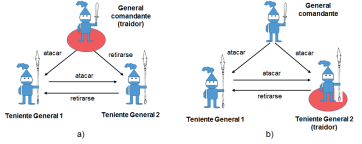 General
comandante
(traidor)
atacar
retirarse
atacar
retirarse
Teniente General 1
Teniente General 2
a)
General
comandante
atacar
atacar
atacar
retirarse
Teniente General 1
Teniente General 2
(traidor)
b)